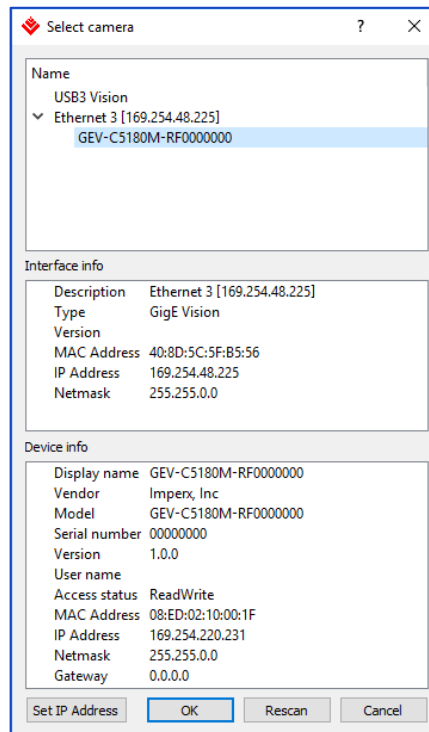 Select camera ? ×
Name
USB3 Vision
Ethernet 3 [169.254.48.225]
GEV-C5180M-RF0000000
Interface info
Description Ethernet 3 [169.254.48.225]
Type GigE Vision
Version
MAC Address 40:8D:5C:5F:B5:56
IP Address 169.254.48.225
Netmask 255.255.0.0
Device info
Display name GEV-C5180M-RF0000000
Vendor Imperx, Inc
Model GEV-C5180M-RF0000000
Serial number 00000000
Version 1.0.0
User name
Access status ReadWrite
MAC Address 08:ED:02:10:00:1F
IP Address 169.254.220.231
Netmask 255.255.0.0
Gateway 0.0.0.0
Set IP Address OK Rescan Cancel